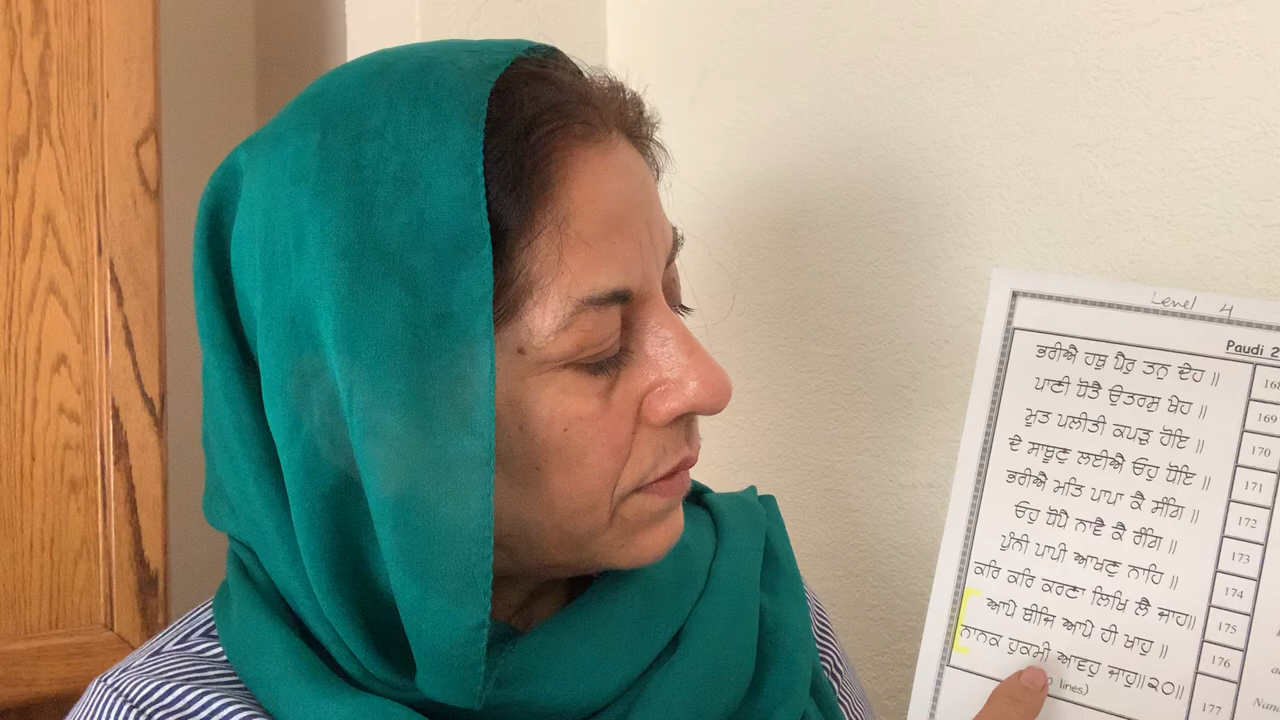 Level 4
Paudi 2
ਭਰੀਐ ਹਥੁ ਪੈਰੁ ਤਨੁ ਦੇਹ ॥
168
ਪਾਣੀ ਧੋਤੈ ਉਤਰਸੁ ਖੇਹ ॥
169
ਮੂਤ ਪਲੀਤੀ ਕਪੜੁ ਹੋਇ ॥
170
ਦੇ ਸਾਬੂਣੁ ਲਈਐ ਓਹੁ ਧੋਇ ॥
171
ਭਰੀਐ ਮਤਿ ਪਾਪਾ ਕੈ ਸੰਗਿ ॥
172
ਓਹੁ ਧੋਪੈ ਨਾਵੈ ਕੈ ਰੰਗਿ ॥
173
ਪੁੰਨੀ ਪਾਪੀ ਆਖਣੁ ਨਾਹਿ ॥
174
ਕਰਿ ਕਰਿ ਕਰਣਾ ਲਿਖਿ ਲੈ ਜਾਹੁ॥
175
ਆਪੇ ਬੀਜਿ ਆਪੇ ਹੀ ਖਾਹੁ ॥
176
ਨਾਨਕ ਹੁਕਮੀ ਆਵਹੁ ਜਾਹੁ॥੨੦॥
177
lines)